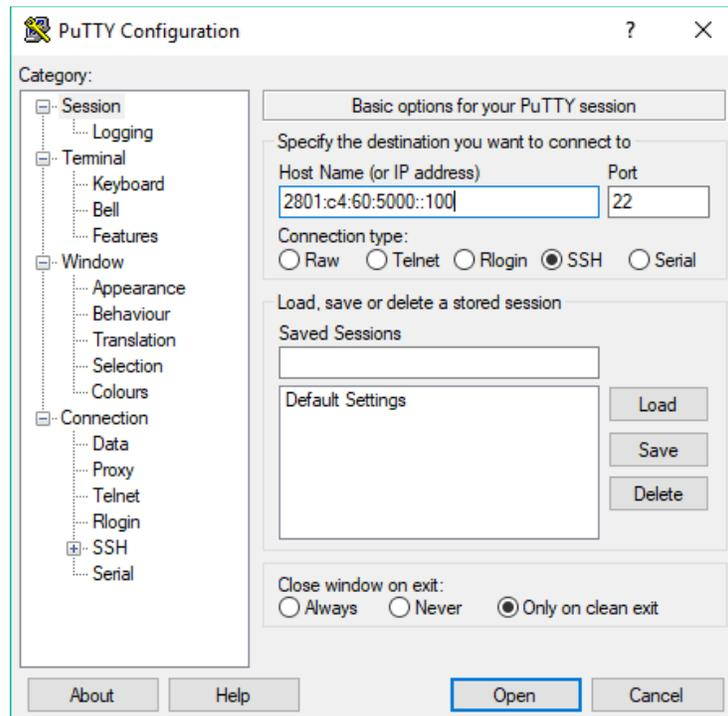 PuTTY Configuration
?
Category:
Session
Logging
Terminal
Keyboard
Bell
Features
Window
Appearance
Behaviour
Translation
Selection
Colours
Connection
Data
Proxy
Telnet
Rlogin
SSH
Serial
Basic options for your PuTTY session
Specify the destination you want to connect to
Host Name (or IP address) Port
2801:c4:60:5000::100 22
Connection type:
Raw Telnet Rlogin SSH Serial
Load, save or delete a stored session
Saved Sessions
Default Settings
Load
Save
Delete
Close window on exit:
Always Never Only on clean exit
About Help Open Cancel